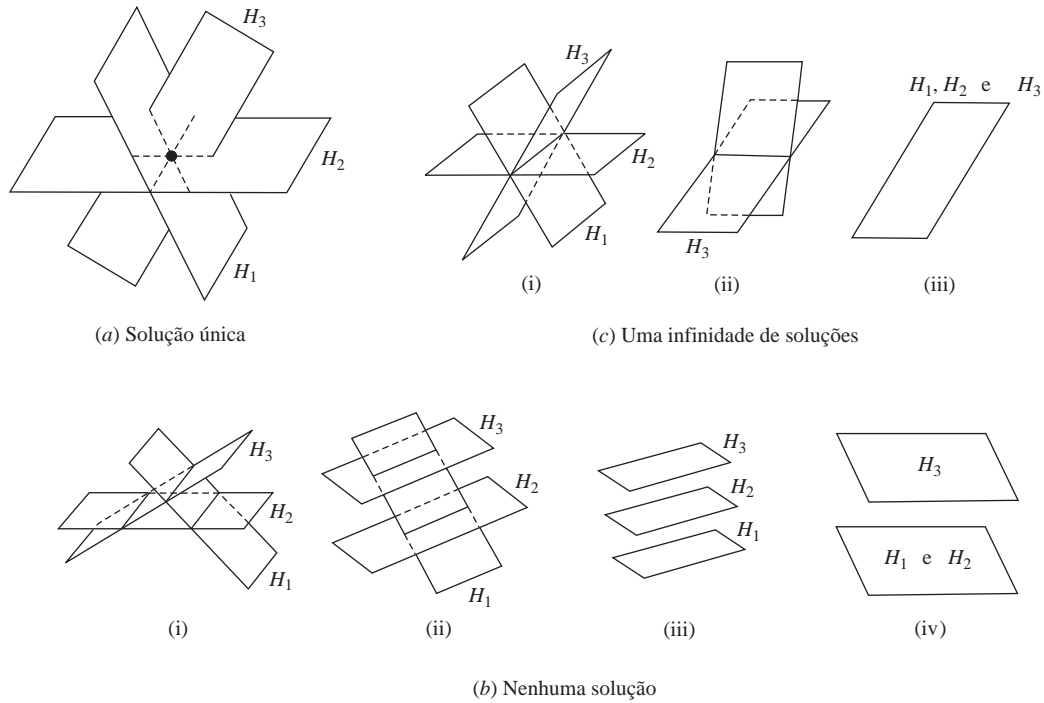 H₃
H₂
H₁
(a) Solução única
H₃
H₂
H₁
(i)
H₃
(ii)
H₁, H₂ e H₃
(iii)
(c) Uma infinidade de soluções
H₃
H₂
H₁
(i)
H₃
H₂
H₁
(ii)
H₃
H₂
H₁
(iii)
H₃
H₁ e H₂
(iv)
(b) Nenhuma solução